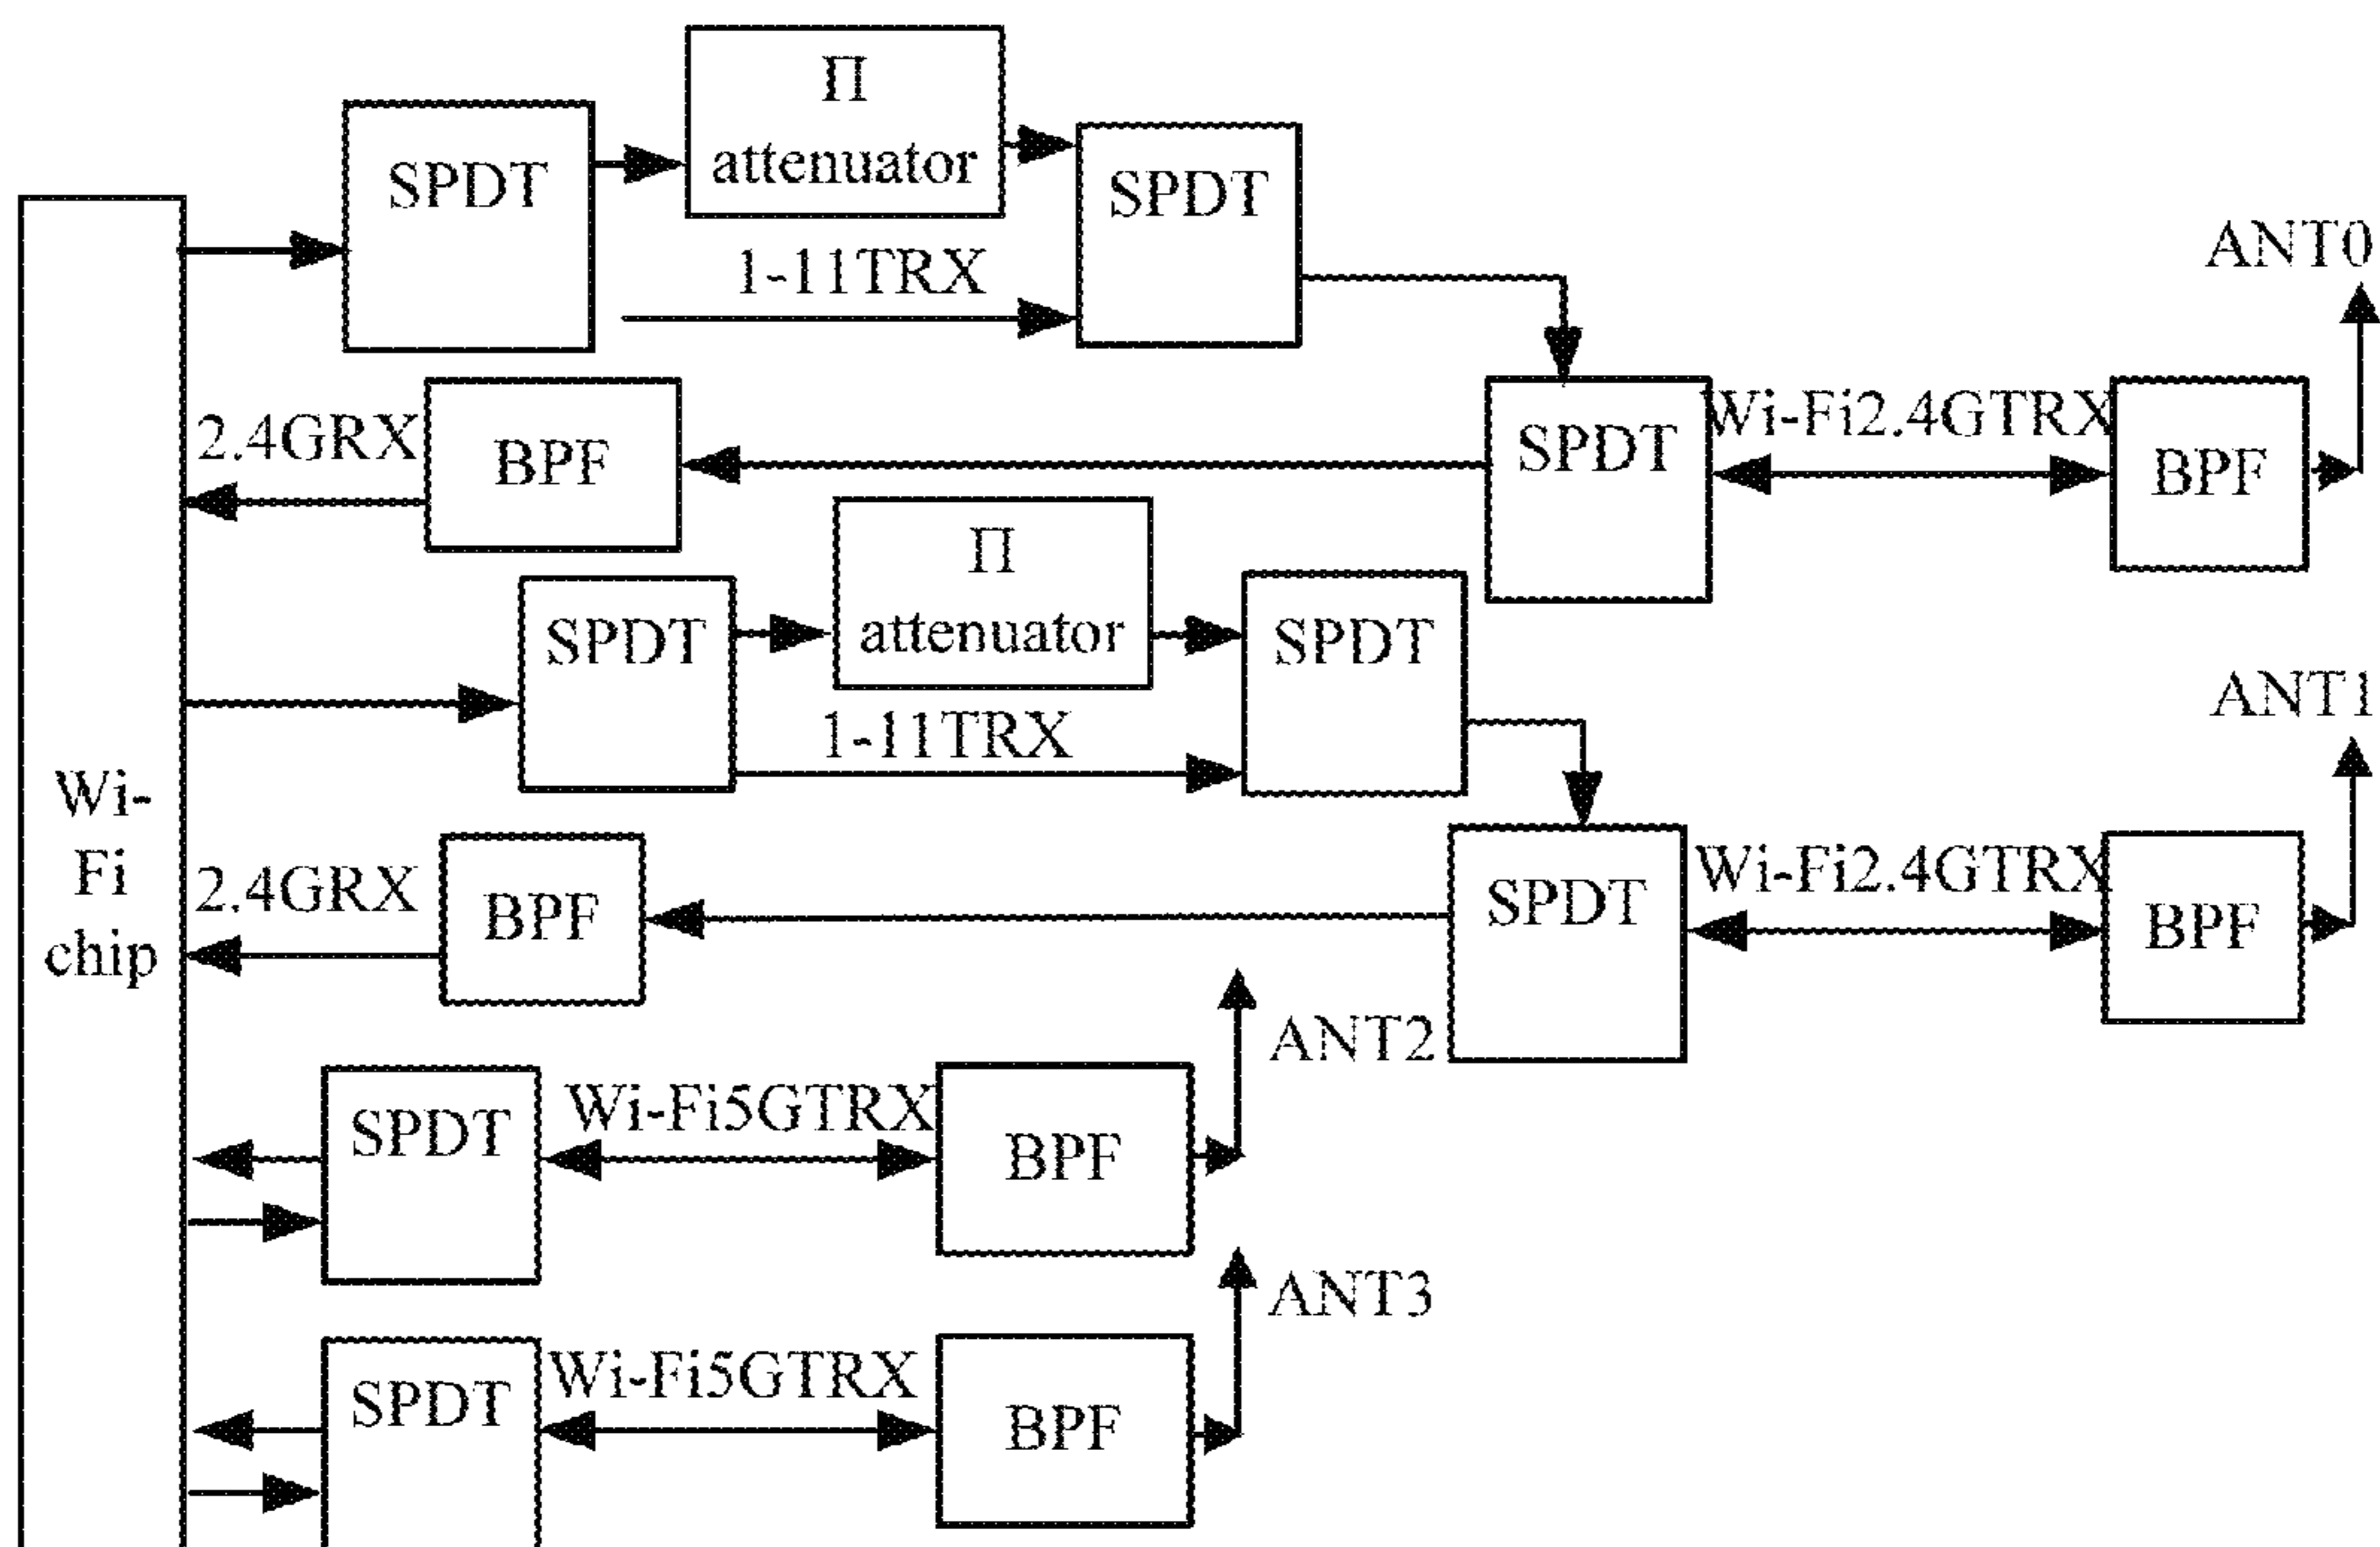 Π
attenuator
SPDT
SPDT
1-11TRX
ANT0
2.4GRX
BPF
SPDT
Wi-Fi2.4GTRX
BPF
Π
attenuator
SPDT
SPDT
1-11TRX
ANT1
Wi-
Fi
chip
2.4GRX
BPF
SPDT
Wi-Fi2.4GTRX
BPF
ANT2
SPDT
Wi-Fi5GTRX
BPF
ANT3
SPDT
Wi-Fi5GTRX
BPF